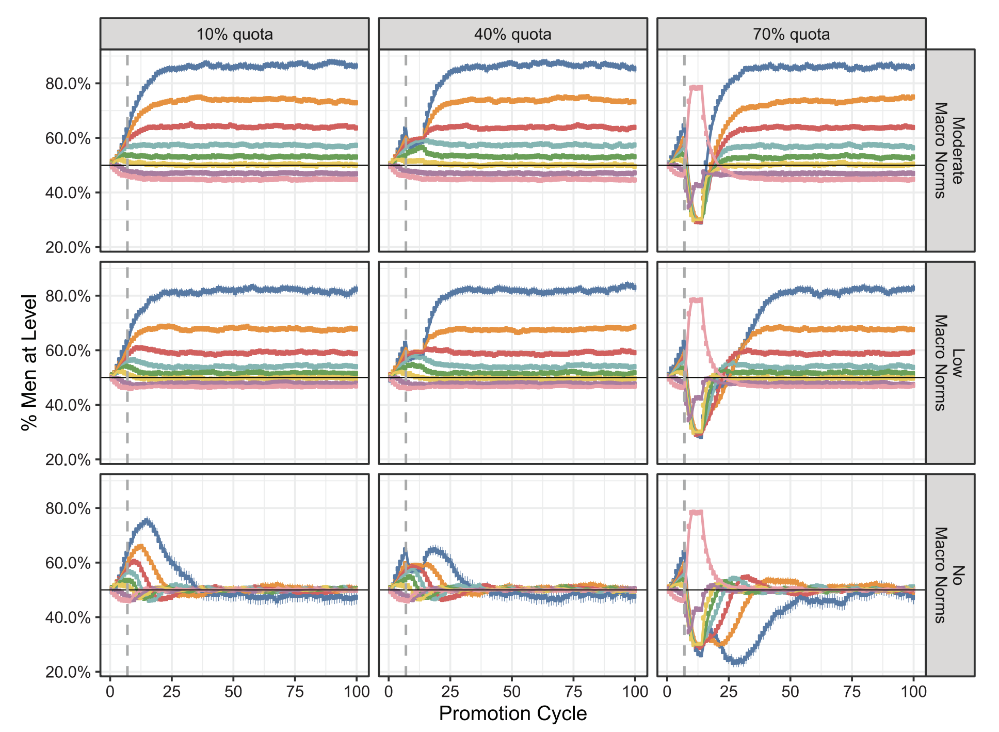 10% quota
40% quota
70% quota
80.0%
60.0%
40.0%
20.0%
Moderate
Macro Norms
80.0%
60.0%
40.0%
20.0%
Low
Macro Norms
80.0%
60.0%
40.0%
20.0%
No
Macro Norms
% Men at Level
0 25 50 75 100 0 25 50 75 100 0 25 50 75 100
Promotion Cycle